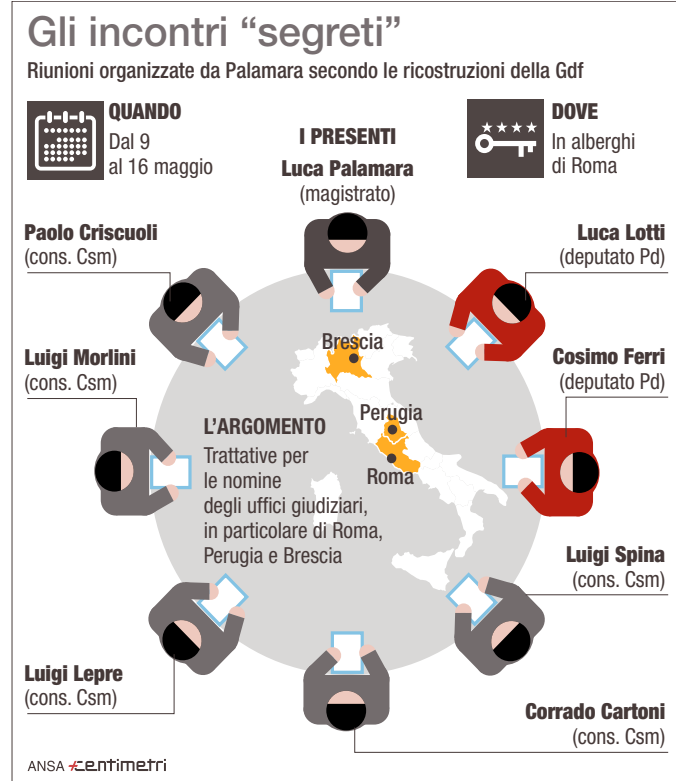 Gli incontri “segreti”
Riunioni organizzate da Palamara secondo le ricostruzioni della Gdf
QUANDO
Dal 9
al 16 maggio
I PRESENTI
Luca Palamara
(magistrato)
DOVE
In alberghi
di Roma
Paolo Criscuoli
(cons. Csm)
Luca Lotti
(deputato Pd)
Luigi Morlini
(cons. Csm)
Cosimo Ferri
(deputato Pd)
Brescia
Perugia
Roma
L’ARGOMENTO
Trattative per
le nomine
degli uffici giudiziari,
in particolare di Roma,
Perugia e Brescia
Luigi Spina
(cons. Csm)
Luigi Lepre
(cons. Csm)
Corrado Cartoni
(cons. Csm)
ANSA centimetri